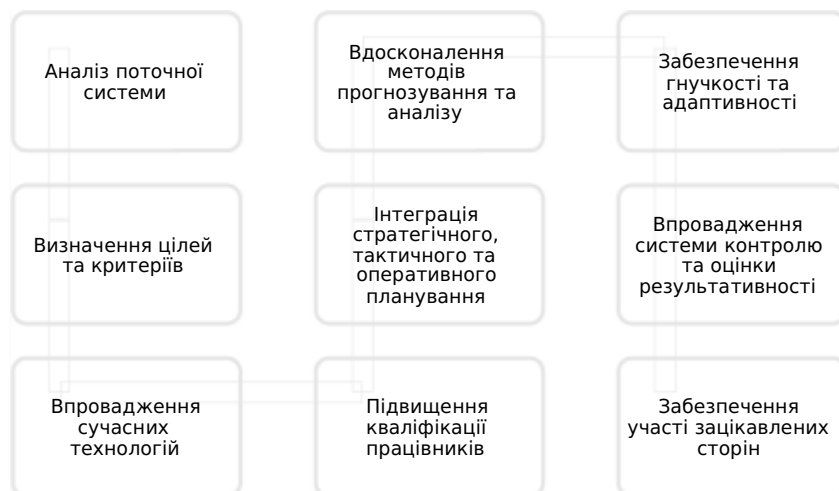 Аналіз поточної
системи
Визначення цілей
та критеріїв
Впровадження
сучасних
технологій
Підвищення
кваліфікації
працівників
Інтеграція
стратегічного,
тактичного та
оперативного
планування
Вдосконалення
методів
прогнозування та
аналізу
Забезпечення
гнучкості та
адаптивності
Впровадження
системи контролю
та оцінки
результативності
Забезпечення
участі зацікавлених
сторін